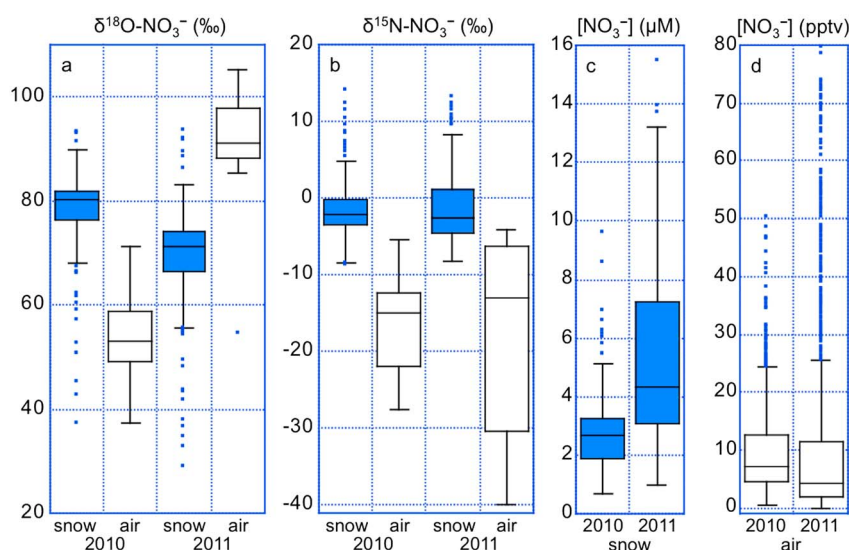 δ¹⁸O-NO₃⁻ (‰)
δ¹⁵N-NO₃⁻ (‰)
[NO₃⁻] (µM)
[NO₃⁻] (pptv)
a
100
80
60
40
20
snow air snow air
2010 2011
b
20
10
0
-10
-20
-30
-40
snow air snow air
2010 2011
c
16
14
12
10
8
6
4
2
0
2010 2011
snow
d
80
70
60
50
40
30
20
10
0
2010 2011
air